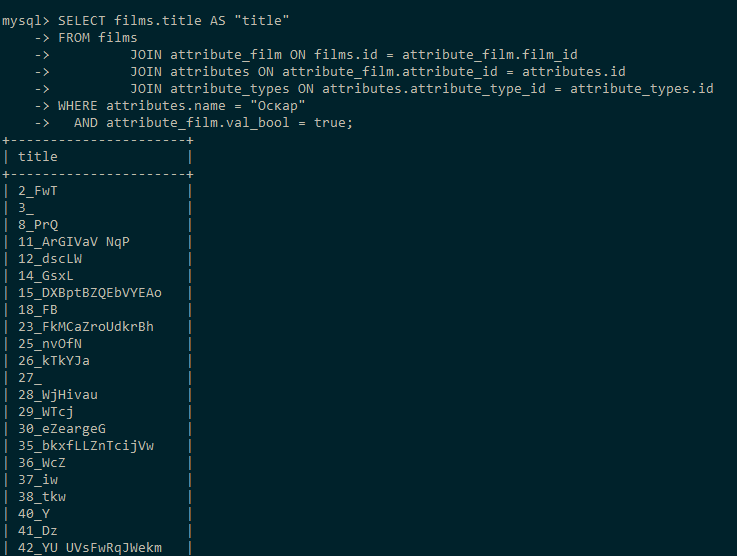 mysql> SELECT films.title AS "title"
    -> FROM films
    ->          JOIN attribute_film ON films.id = attribute_film.film_id
    ->          JOIN attributes ON attribute_film.attribute_id = attributes.id
    ->          JOIN attribute_types ON attributes.attribute_type_id = attribute_types.id
    -> WHERE attributes.name = "Оскар"
    ->   AND attribute_film.val_bool = true;
+----------------------+
| title                |
+----------------------+
| 2_FwT                |
| 3_                   |
| 8_PrQ                |
| 11_ArGIVaV NqP       |
| 12_dscLW             |
| 14_GsxL              |
| 15_DXBptBZQEbVYEAo   |
| 18_FB                |
| 23_FkMCaZroUdkrBh    |
| 25_nvOfN             |
| 26_kTkYJa            |
| 27_                  |
| 28_WjHivau           |
| 29_WTcj              |
| 30_eZeargeG          |
| 35_bkxfLLZnTcijVw    |
| 36_WcZ               |
| 37_iw                |
| 38_tkw               |
| 40_Y                 |
| 41_Dz                |
| 42_YU UVsFwRqJWekm   |